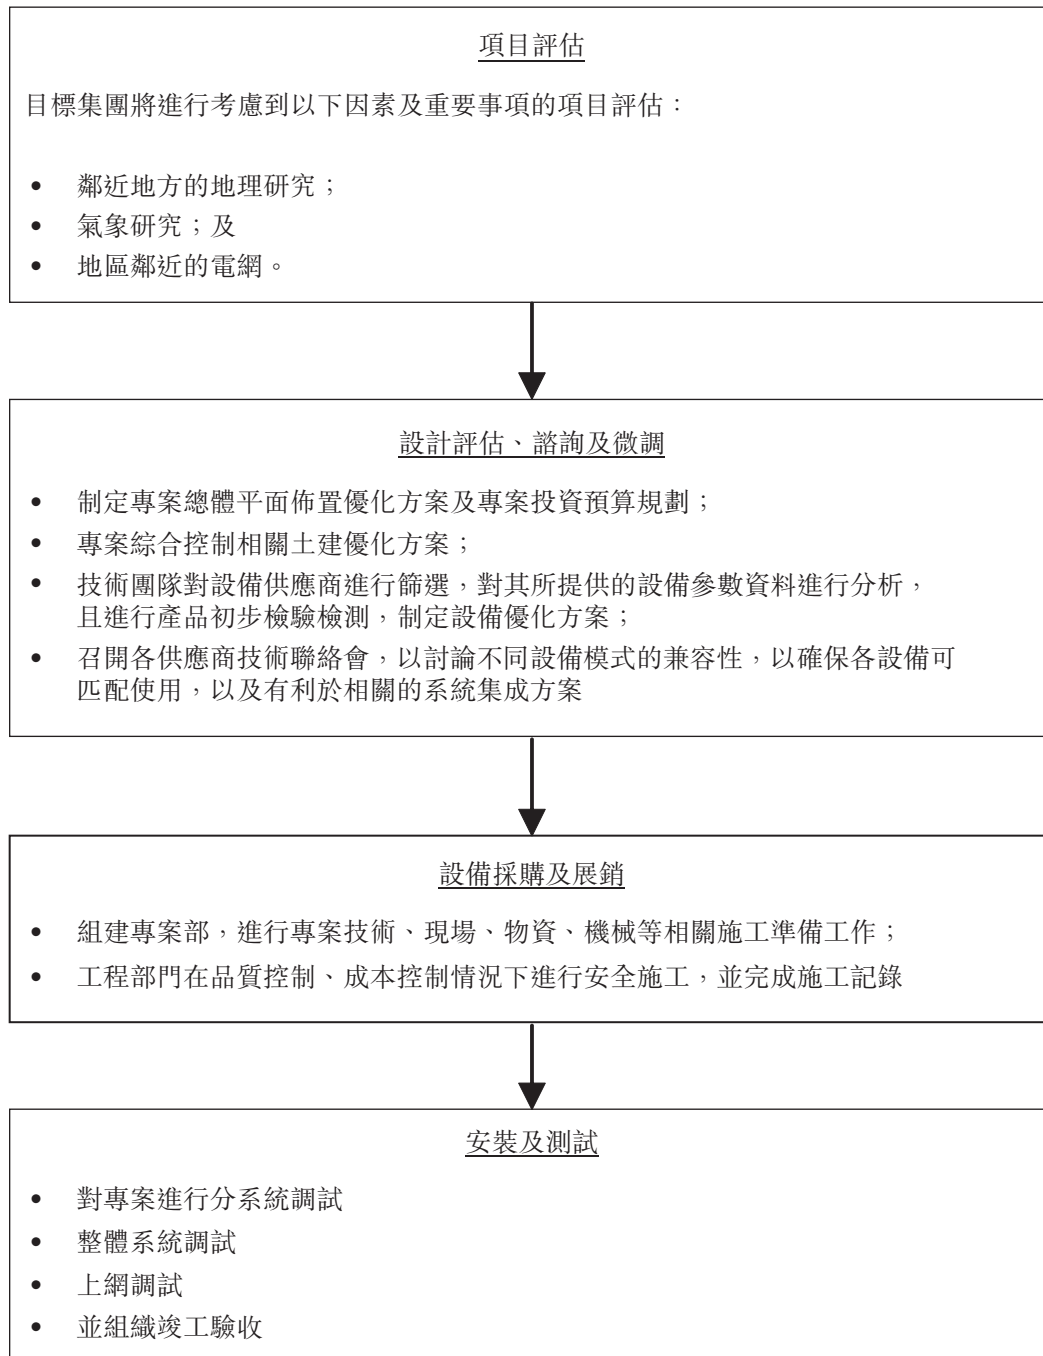 項目評估
目標集團將進行考慮到以下因素及重要事項的項目評估：
• 鄰近地方的地理研究；
• 氣象研究；及
• 地區鄰近的電網。
設計評估、諮詢及微調
• 制定專案總體平面佈置優化方案及專案投資預算規劃；
• 專案綜合控制相關土建優化方案；
• 技術團隊對設備供應商進行篩選，對其所提供的設備參數資料進行分析，
且進行產品初步檢驗檢測，制定設備優化方案；
• 召開各供應商技術聯絡會，以討論不同設備模式的兼容性，以確保各設備可
匹配使用，以及有利於相關的系統集成方案
設備採購及展銷
• 組建專案部，進行專案技術、現場、物資、機械等相關施工準備工作；
• 工程部門在品質控制、成本控制情況下進行安全施工，並完成施工記錄
安裝及測試
• 對專案進行分系統調試
• 整體系統調試
• 上網調試
• 並組織竣工驗收